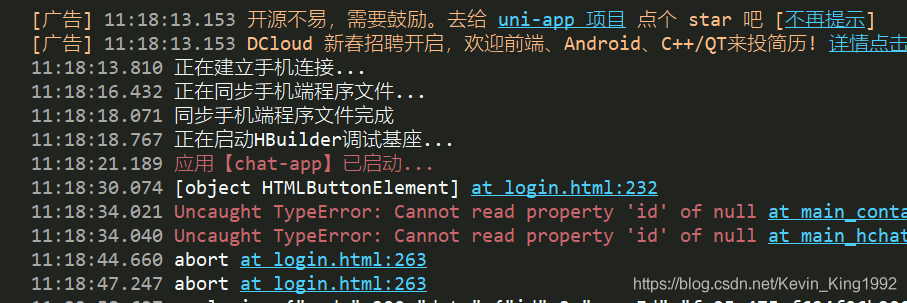 [广告] 11:18:13.153 开源不易，需要鼓励。去给 uni-app 项目 点个 star 吧 [不再提示]
[广告] 11:18:13.153 DCloud 新春招聘开启，欢迎前端、Android、C++/QT来投简历! 详情点击
11:18:13.810 正在建立手机连接...
11:18:16.432 正在同步手机端程序文件...
11:18:18.071 同步手机端程序文件完成
11:18:18.767 正在启动HBuilder调试基座...
11:18:21.189 应用【chat-app】已启动...
11:18:30.074 [object HTMLButtonElement] at login.html:232
11:18:34.021 Uncaught TypeError: Cannot read property 'id' of null at main_conta
11:18:34.040 Uncaught TypeError: Cannot read property 'id' of null at main_hchat
11:18:44.660 abort at login.html:263
11:18:47.247 abort at login.html:263
https://blog.csdn.net/Kevin_King1992